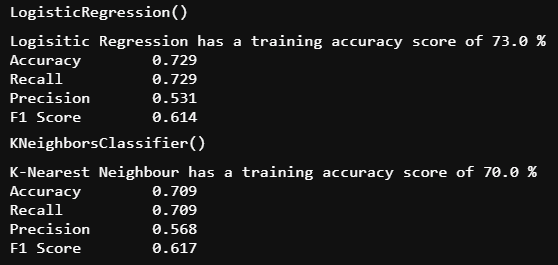 LogisticRegression()
Logisitic Regression has a training accuracy score of 73.0 %
Accuracy 0.729
Recall 0.729
Precision 0.531
F1 Score 0.614
KNeighborsClassifier()
K-Nearest Neighbour has a training accuracy score of 70.0 %
Accuracy 0.709
Recall 0.709
Precision 0.568
F1 Score 0.617